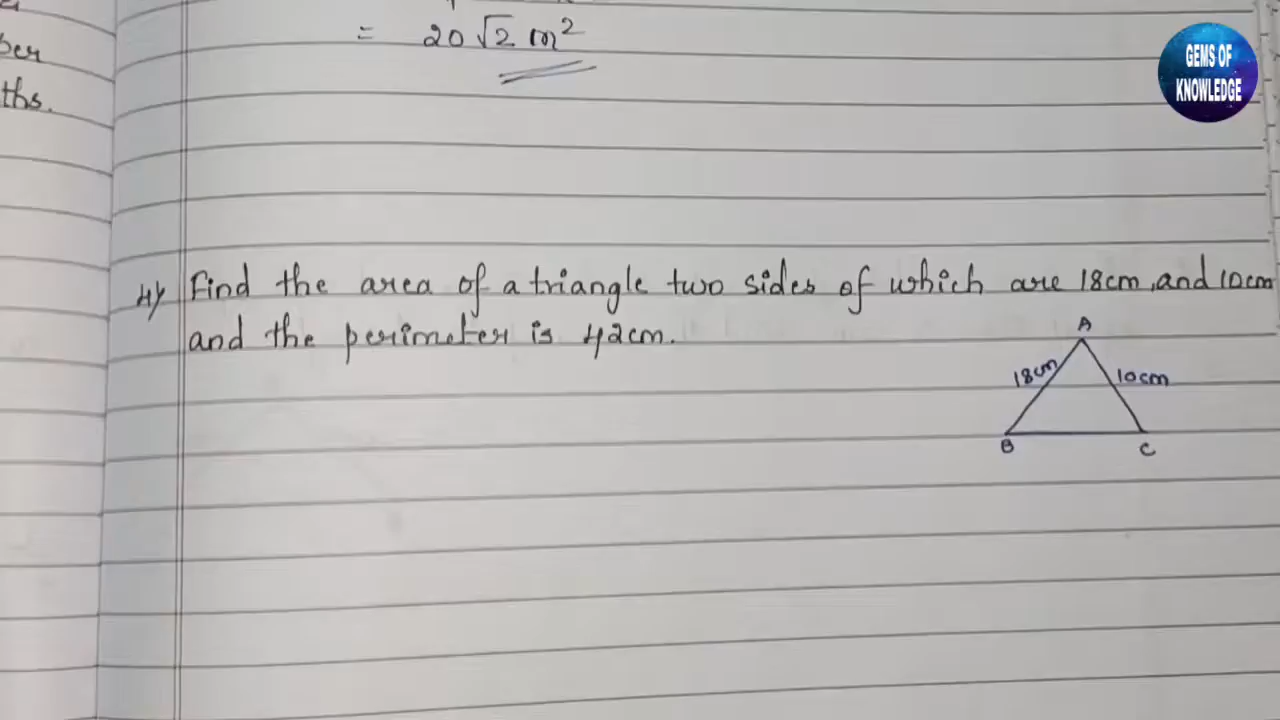 ber
ths.
= 20 √2 m²
GEMS OF
KNOWLEDGE
4) Find the area of a triangle two sides of which are 18cm, and 10cm
and the perimeter is 42cm.
A
18cm 10cm
B C